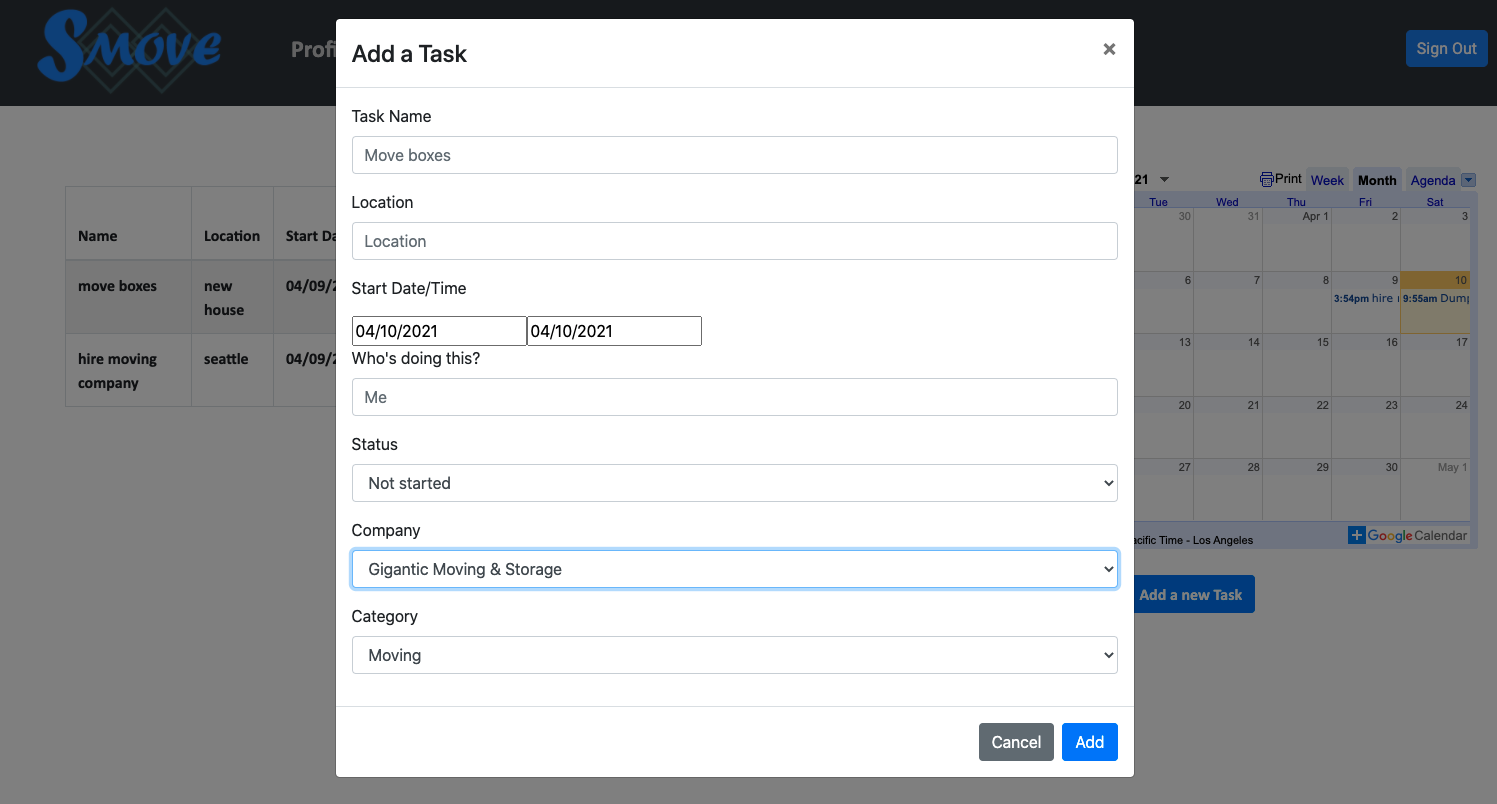 Smove
Profi
Sign Out
Add a Task
×
Task Name
Move boxes
Location
Location
Start Date/Time
04/10/2021 04/10/2021
Who's doing this?
Me
Status
Not started
Company
Gigantic Moving & Storage
Category
Moving
Cancel Add
Name Location Start Da
move boxes new house 04/09/2
hire moving company seattle 04/09/2
21 Print Week Month Agenda
Tue Wed Thu Fri Sat
30 31 Apr 1 2 3
6 7 8 9 10
3:54pm hire 9:55am Dump
13 14 15 16 17
20 21 22 23 24
27 28 29 30 May 1
acific Time - Los Angeles
Google Calendar
Add a new Task